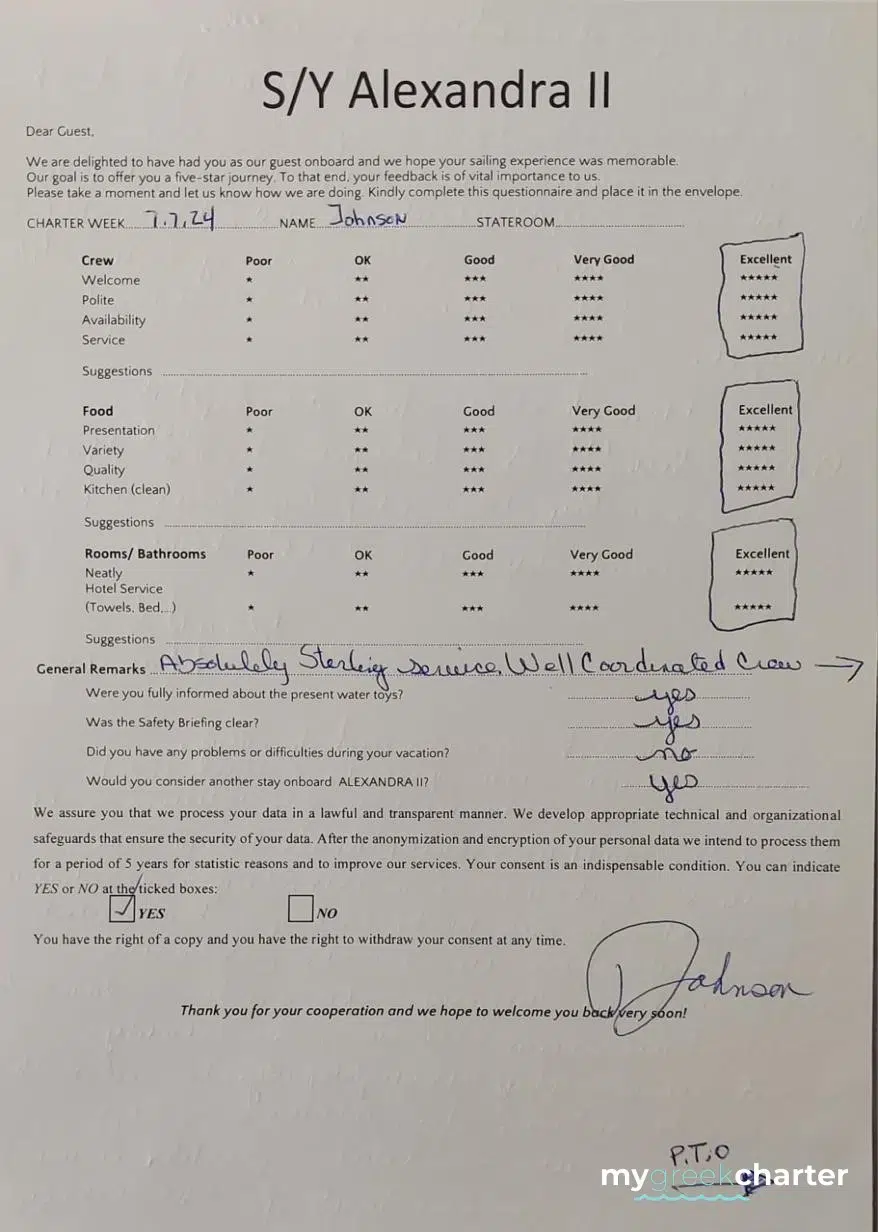 S/Y Alexandra II
Dear Guest,
We are delighted to have had you as our guest onboard and we hope your sailing experience was memorable.
Our goal is to offer you a five-star journey. To that end, your feedback is of vital importance to us.
Please take a moment and let us know how we are doing. Kindly complete this questionnaire and place it in the envelope.
CHARTER WEEK 7.7.24 NAME Johnson STATEROOM
Crew Poor OK Good Very Good Excellent
Welcome * ** *** **** *****
Polite * ** *** **** *****
Availability * ** *** **** *****
Service * ** *** **** *****
Suggestions
Food Poor OK Good Very Good Excellent
Presentation * ** *** **** *****
Variety * ** *** **** *****
Quality * ** *** **** *****
Kitchen (clean) * ** *** **** *****
Suggestions
Rooms/ Bathrooms Poor OK Good Very Good Excellent
Neatly * ** *** **** *****
Hotel Service
(Towels, Bed,...) * ** *** **** *****
Suggestions
General Remarks Absolutely Sterling service. Well Coordinated Crew →
Were you fully informed about the present water toys? yes
Was the Safety Briefing clear? yes
Did you have any problems or difficulties during your vacation? no
Would you consider another stay onboard ALEXANDRA II? yes
We assure you that we process your data in a lawful and transparent manner. We develop appropriate technical and organizational
safeguards that ensure the security of your data. After the anonymization and encryption of your personal data we intend to process them
for a period of 5 years for statistic reasons and to improve our services. Your consent is an indispensable condition. You can indicate
YES or NO at the ticked boxes:
✓ YES NO
You have the right of a copy and you have the right to withdraw your consent at any time.
DJohnson
Thank you for your cooperation and we hope to welcome you back very soon!
P.T.O
mygreekcharter